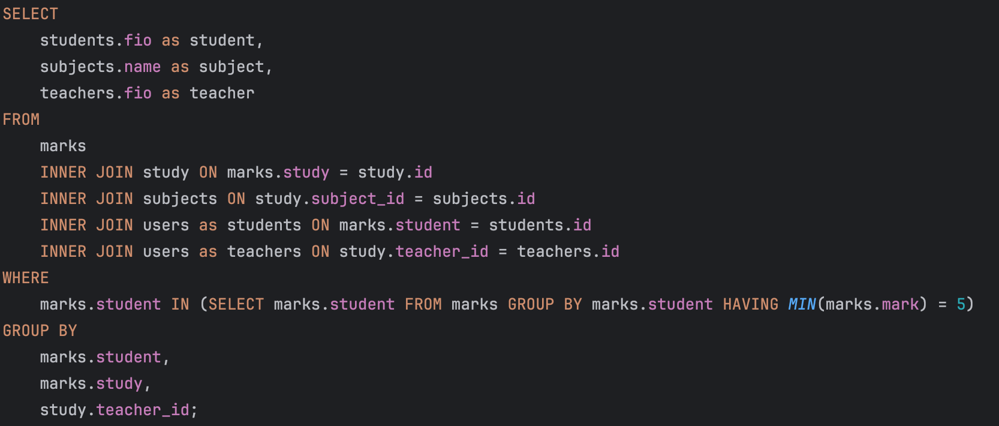 SELECT
    students.fio as student,
    subjects.name as subject,
    teachers.fio as teacher
FROM
    marks
    INNER JOIN study ON marks.study = study.id
    INNER JOIN subjects ON study.subject_id = subjects.id
    INNER JOIN users as students ON marks.student = students.id
    INNER JOIN users as teachers ON study.teacher_id = teachers.id
WHERE
    marks.student IN (SELECT marks.student FROM marks GROUP BY marks.student HAVING MIN(marks.mark) = 5)
GROUP BY
    marks.student,
    marks.study,
    study.teacher_id;